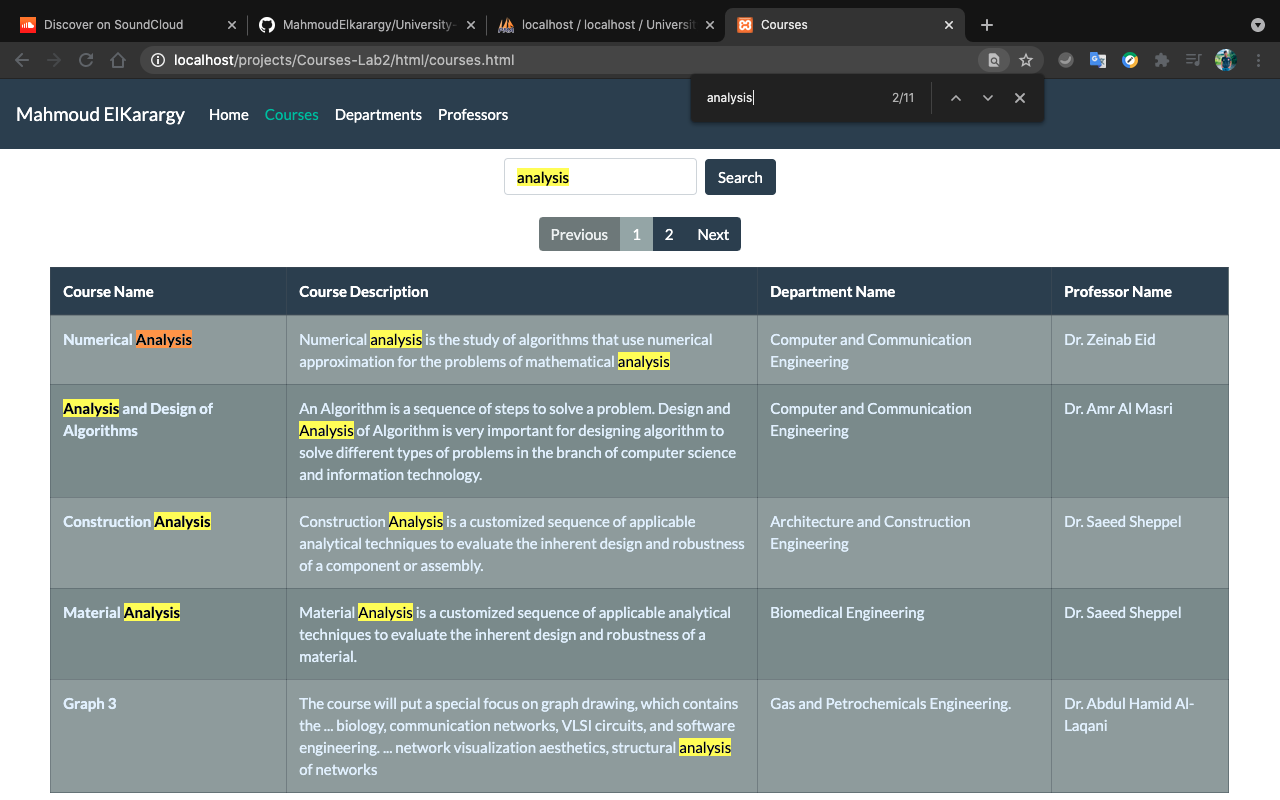 Discover on SoundCloud
MahmoudElkarargy/University-
localhost / localhost / Universit
Courses
localhost/projects/Courses-Lab2/html/courses.html
analysis 2/11
Mahmoud ElKarargy Home Courses Departments Professors
analysis Search
Previous 1 2 Next
Course Name Course Description Department Name Professor Name
Numerical Analysis Numerical analysis is the study of algorithms that use numerical Computer and Communication Dr. Zeinab Eid
approximation for the problems of mathematical analysis Engineering
Analysis and Design of An Algorithm is a sequence of steps to solve a problem. Design and Computer and Communication Dr. Amr Al Masri
Algorithms Analysis of Algorithm is very important for designing algorithm to Engineering
solve different types of problems in the branch of computer science
and information technology.
Construction Analysis Construction Analysis is a customized sequence of applicable Architecture and Construction Dr. Saeed Sheppel
analytical techniques to evaluate the inherent design and robustness Engineering
of a component or assembly.
Material Analysis Material Analysis is a customized sequence of applicable analytical Biomedical Engineering Dr. Saeed Sheppel
techniques to evaluate the inherent design and robustness of a
material.
Graph 3 The course will put a special focus on graph drawing, which contains Gas and Petrochemicals Engineering. Dr. Abdul Hamid Al-
the ... biology, communication networks, VLSI circuits, and software Laqani
engineering. ... network visualization aesthetics, structural analysis
of networks